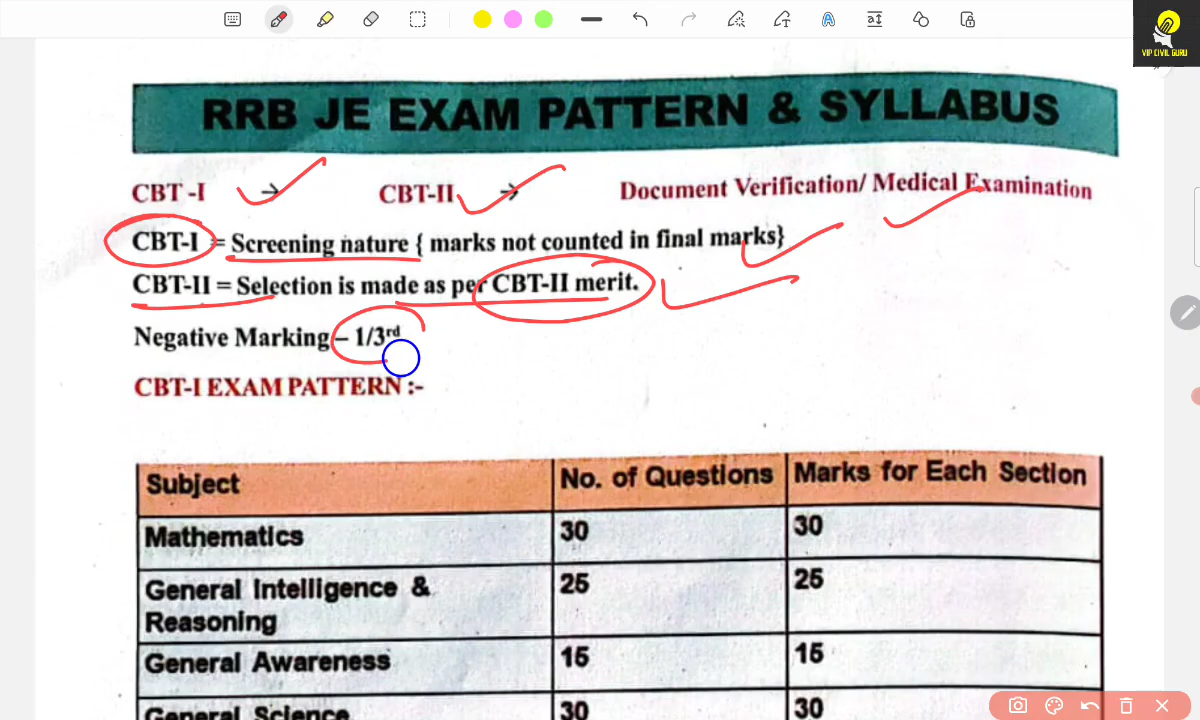 VIP CIVIL GURU
RRB JE EXAM PATTERN & SYLLABUS
CBT -I → CBT-II → Document Verification/ Medical Examination
CBT-I = Screening nature { marks not counted in final marks}
CBT-II = Selection is made as per CBT-II merit.
Negative Marking – 1/3rd
CBT-I EXAM PATTERN :-
Subject No. of Questions Marks for Each Section
Mathematics 30 30
General Intelligence & 25 25
Reasoning
General Awareness 15 15
General Science 30 30